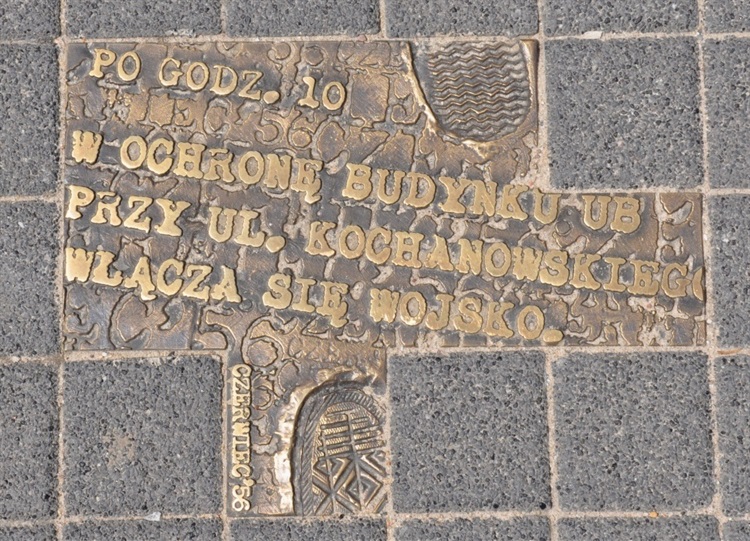 PO GODZ. 10
W OCHRONĘ BUDYNKU UB
PRZY UL. KOCHANOWSKIEGO
WŁĄCZA SIĘ WOJSKO.
CZERWIEC '56